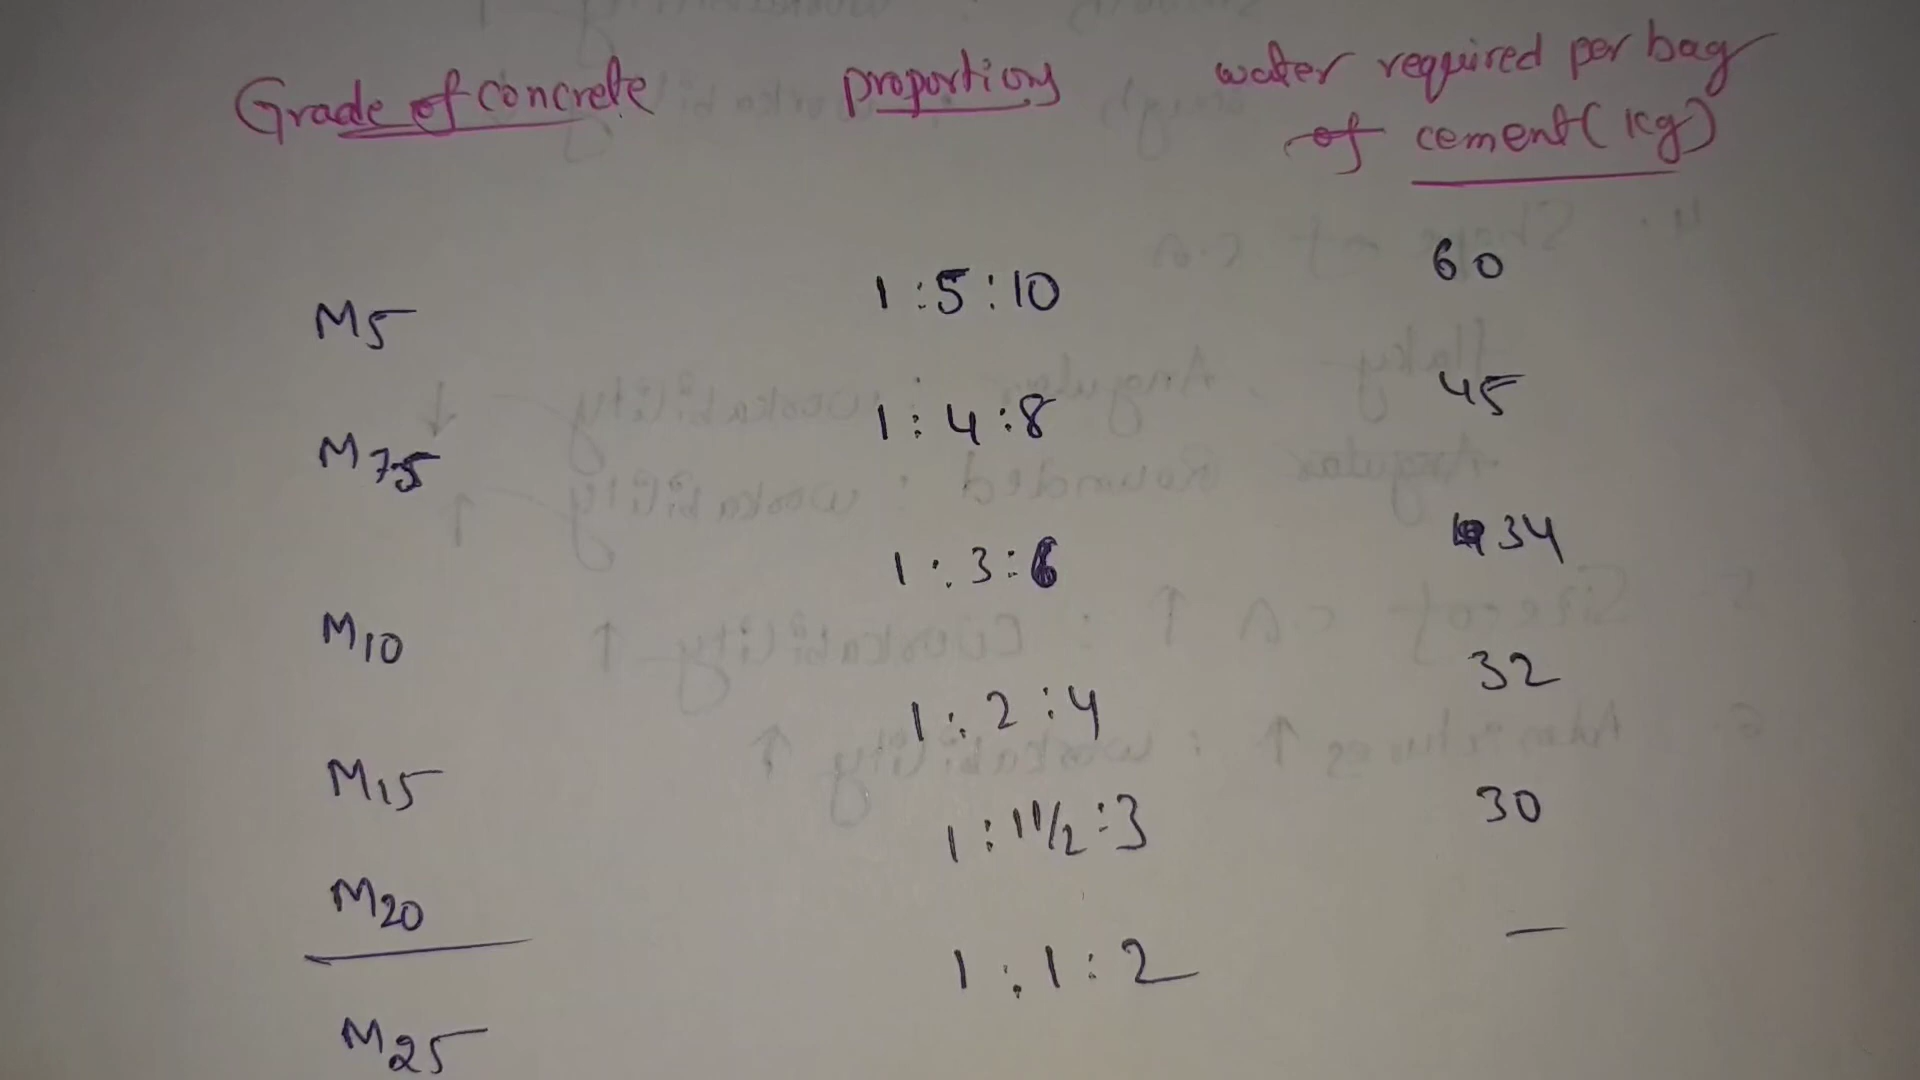 Grade of concrete proportions water required per bag
of cement (kg)
M5 1:5:10 60
M7.5 1:4:8 45
M10 1:3:6 34
M15 1:2:4 32
M20 1:1 1/2:3 30
M25 1:1:2 —